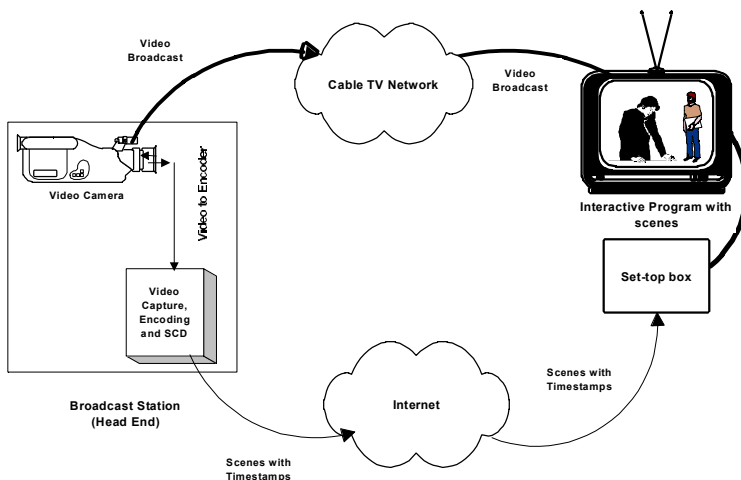 Video
Broadcast
Cable TV Network
Video
Broadcast
Video Camera
Video to Encoder
Interactive Program with
scenes
Set-top box
Video
Capture,
Encoding
and SCD
Scenes with
Timestamps
Broadcast Station
(Head End)
Internet
Scenes with
Timestamps